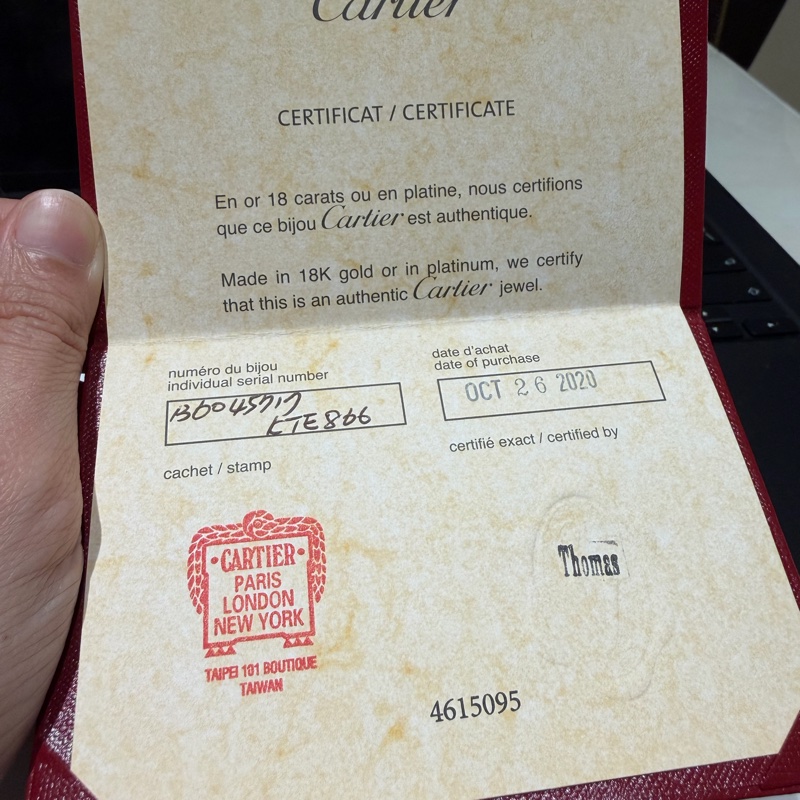 Cartier
CERTIFICAT / CERTIFICATE
En or 18 carats ou en platine, nous certifions
que ce bijou Cartier est authentique.
Made in 18K gold or in platinum, we certify
that this is an authentic Cartier jewel.
numéro du bijou
individual serial number
B6045717
ETE866
date d'achat
date of purchase
OCT 26 2020
cachet / stamp
certifié exact / certified by
CARTIER
PARIS
LONDON
NEW YORK
TAIPEI 101 BOUTIQUE
TAIWAN
Thomas
4615095